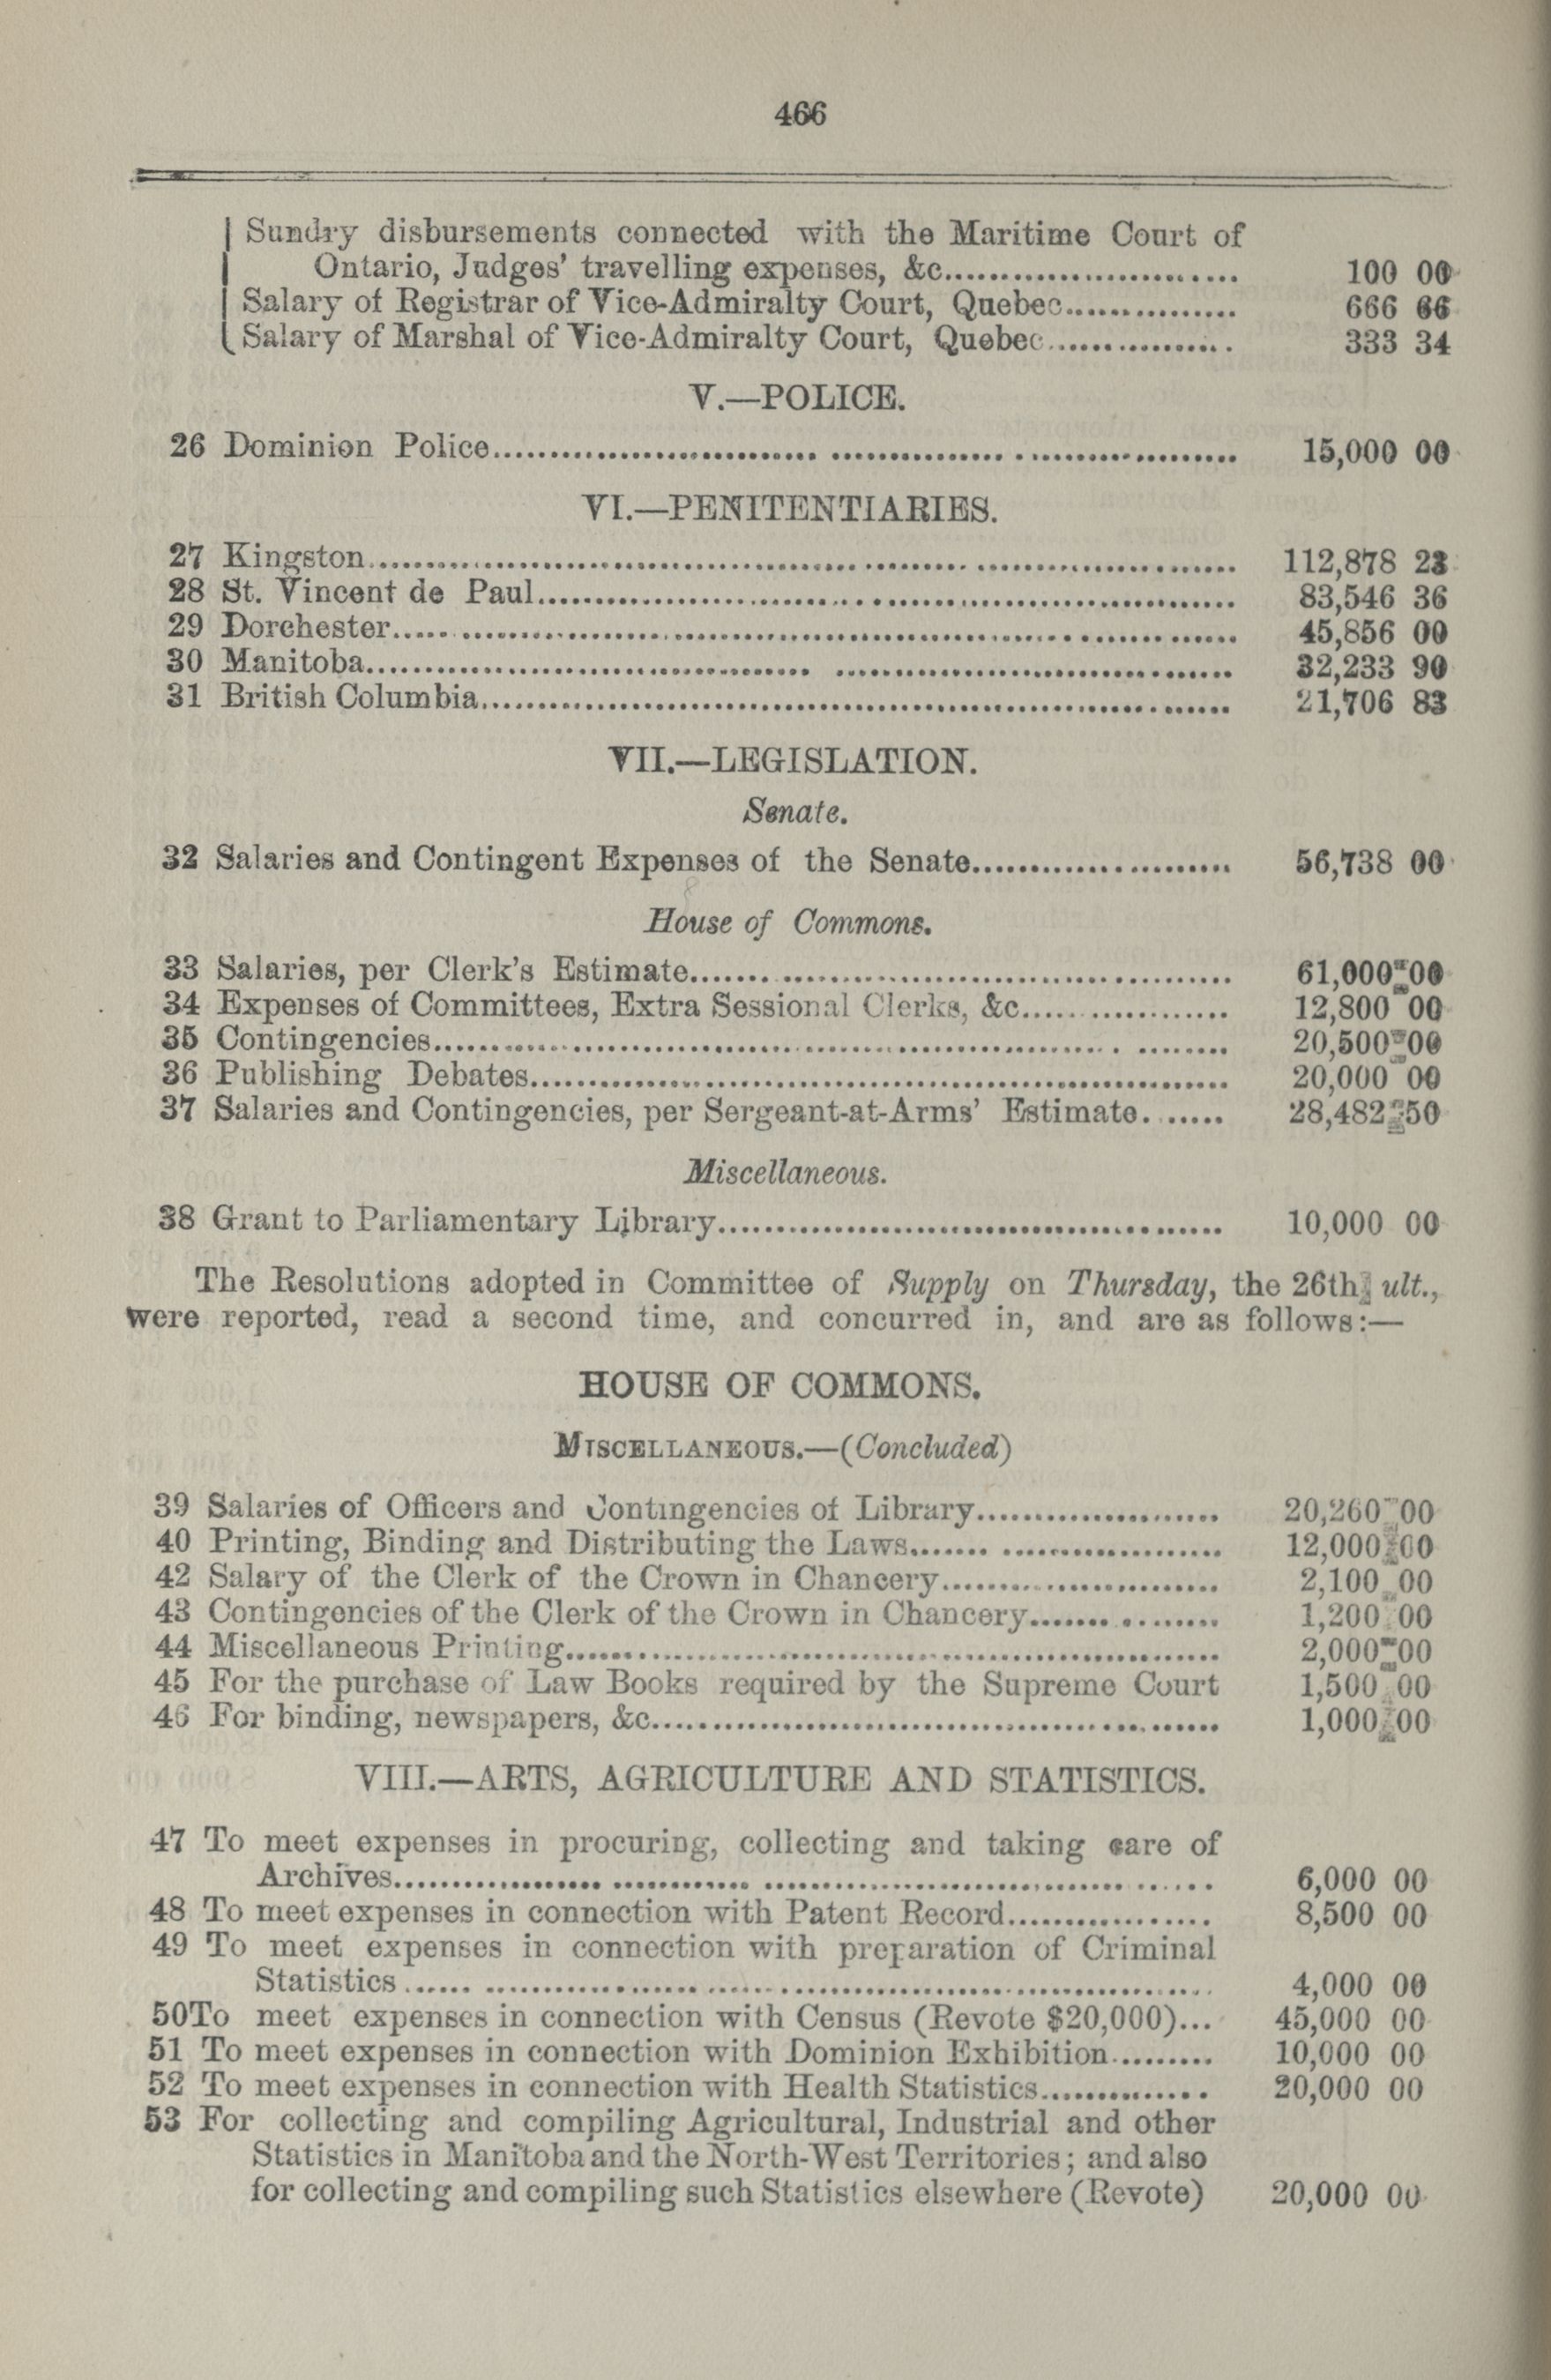 466
Sundry disbursements connected with the Maritime Court of
Ontario, Judges' travelling expenses, &c........................... 100 00
Salary of Registrar of Vice-Admiralty Court, Quebec................ 666 66
Salary of Marshal of Vice-Admiralty Court, Quebec................. 333 34
V.—POLICE.
26 Dominion Police........................................................ 15,000 00
VI.—PENITENTIARIES.
27 Kingston............................................................... 112,878 23
28 St. Vincent de Paul.................................................... 83,546 36
29 Dorchester............................................................. 45,856 00
30 Manitoba............................................................... 32,233 90
31 British Columbia....................................................... 21,706 83
VII.—LEGISLATION.
Senate.
32 Salaries and Contingent Expenses of the Senate....................... 56,738 00
House of Commons.
33 Salaries, per Clerk's Estimate......................................... 61,000 00
34 Expenses of Committees, Extra Sessional Clerks, &c.................. 12,800 00
35 Contingencies.......................................................... 20,500 00
36 Publishing Debates..................................................... 20,000 00
37 Salaries and Contingencies, per Sergeant-at-Arms' Estimate........ 28,482 50
Miscellaneous.
38 Grant to Parliamentary Library........................................ 10,000 00
The Resolutions adopted in Committee of Supply on Thursday, the 26th ult.,
were reported, read a second time, and concurred in, and are as follows:—
HOUSE OF COMMONS.
MISCELLANEOUS.—(Concluded)
39 Salaries of Officers and Contingencies of Library..................... 20,260 00
40 Printing, Binding and Distributing the Laws.......................... 12,000 00
42 Salary of the Clerk of the Crown in Chancery........................ 2,100 00
43 Contingencies of the Clerk of the Crown in Chancery................ 1,200 00
44 Miscellaneous Printing................................................. 2,000 00
45 For the purchase of Law Books required by the Supreme Court 1,500 00
46 For binding, newspapers, &c........................................... 1,000 00
VIII.—ARTS, AGRICULTURE AND STATISTICS.
47 To meet expenses in procuring, collecting and taking care of
Archives................................................................ 6,000 00
48 To meet expenses in connection with Patent Record.................. 8,500 00
49 To meet expenses in connection with preparation of Criminal
Statistics............................................................... 4,000 00
50To meet expenses in connection with Census (Revote $20,000)... 45,000 00
51 To meet expenses in connection with Dominion Exhibition.......... 10,000 00
52 To meet expenses in connection with Health Statistics............... 20,000 00
53 For collecting and compiling Agricultural, Industrial and other
Statistics in Manitoba and the North-West Territories; and also
for collecting and compiling such Statistics elsewhere (Revote) 20,000 00